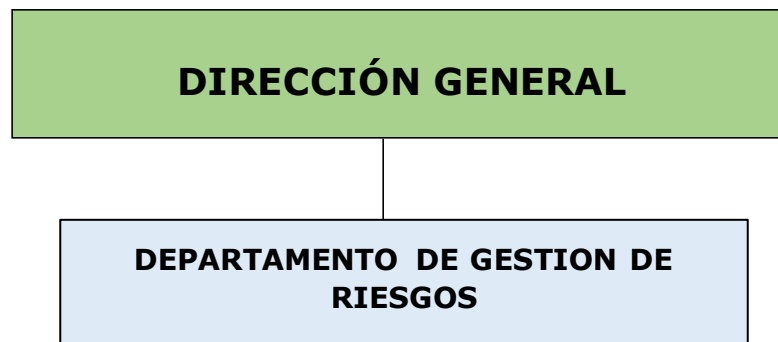 DIRECCIÓN GENERAL
DEPARTAMENTO DE GESTION DE
RIESGOS